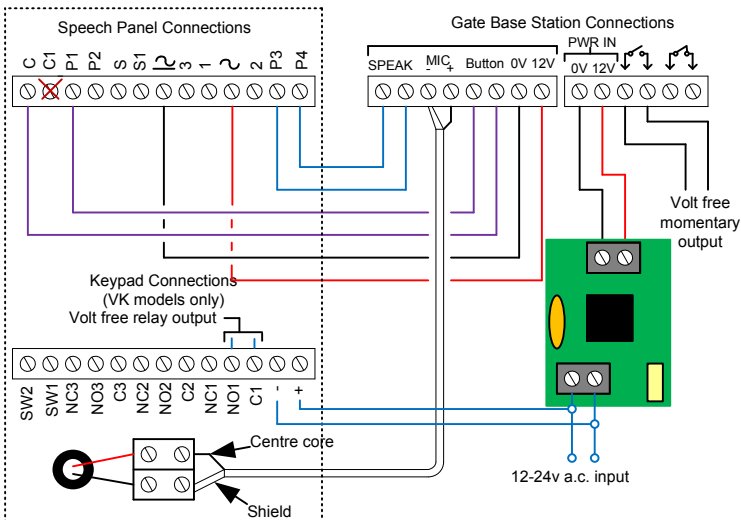 Speech Panel Connections
Gate Base Station Connections
C C1 P1 P2 S S1 3 1 2 P3 P4
SPEAK MIC Button 0V 12V
- +
PWR IN
0V 12V
Volt free
momentary
output
Keypad Connections
(VK models only)
Volt free relay output
SW2 SW1 NC3 NO3 C3 NC2 NO2 C2 NC1 NO1 C1 - +
Centre core
Shield
12-24v a.c. input